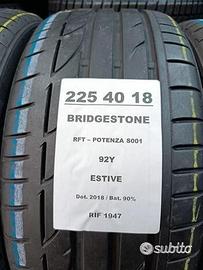 225 40 18
BRIDGESTONE
RFT – POTENZA S001
92Y
ESTIVE
Dot. 2018 / Bat. 90%
RIF 1947
subito